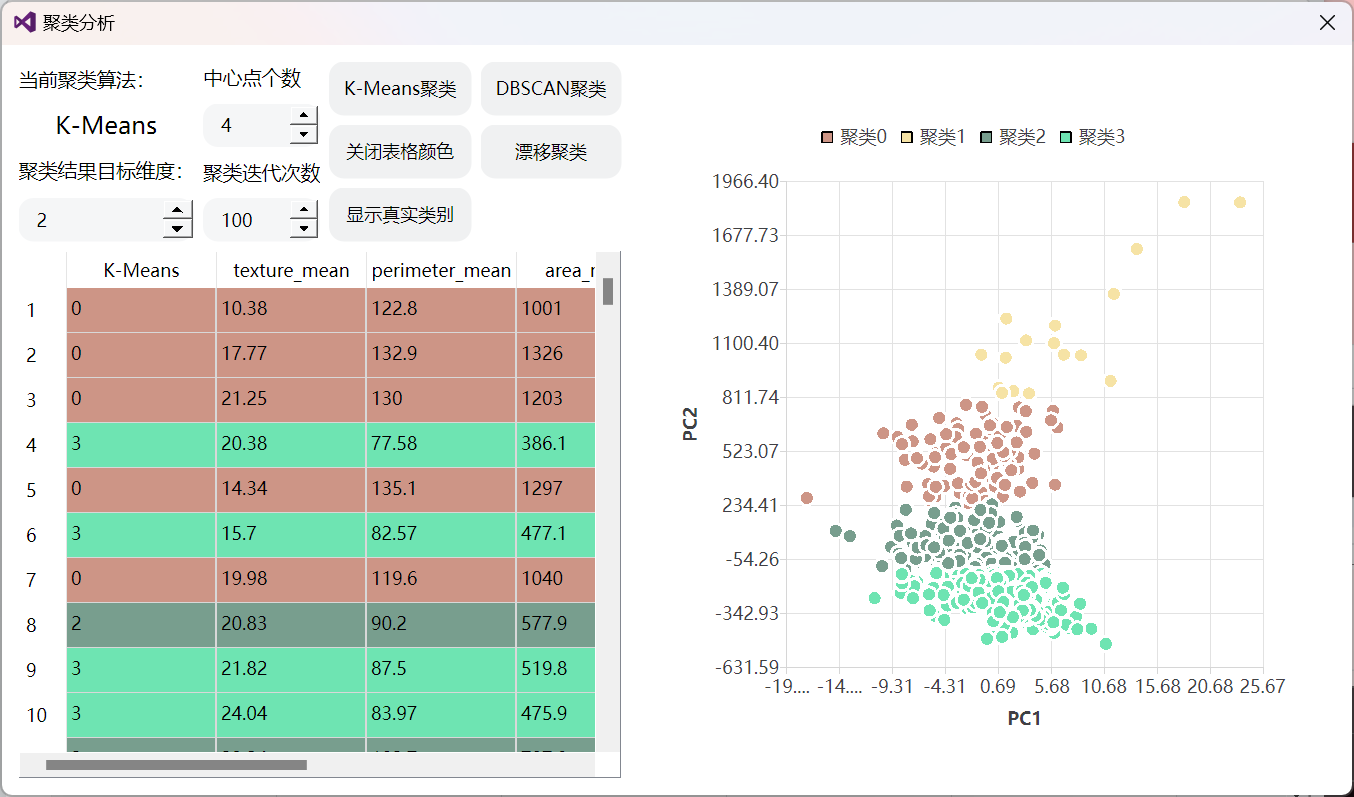 聚类分析
当前聚类算法:
K-Means
中心点个数
4
K-Means聚类
DBSCAN聚类
聚类结果目标维度:
2
聚类迭代次数
100
关闭表格颜色
漂移聚类
显示真实类别
K-Means texture_mean perimeter_mean
1 0 10.38 122.8 1001
2 0 17.77 132.9 1326
3 0 21.25 130 1203
4 3 20.38 77.58 386.1
5 0 14.34 135.1 1297
6 3 15.7 82.57 477.1
7 0 19.98 119.6 1040
8 2 20.83 90.2 577.9
9 3 21.82 87.5 519.8
10 3 24.04 83.97 475.9
聚类0 聚类1 聚类2 聚类3
1966.40
1677.73
1389.07
1100.40
811.74
523.07
234.41
-54.26
-342.93
-631.59
PC2
-19.... -14.... -9.31 -4.31 0.69 5.68 10.68 15.68 20.68 25.67
PC1